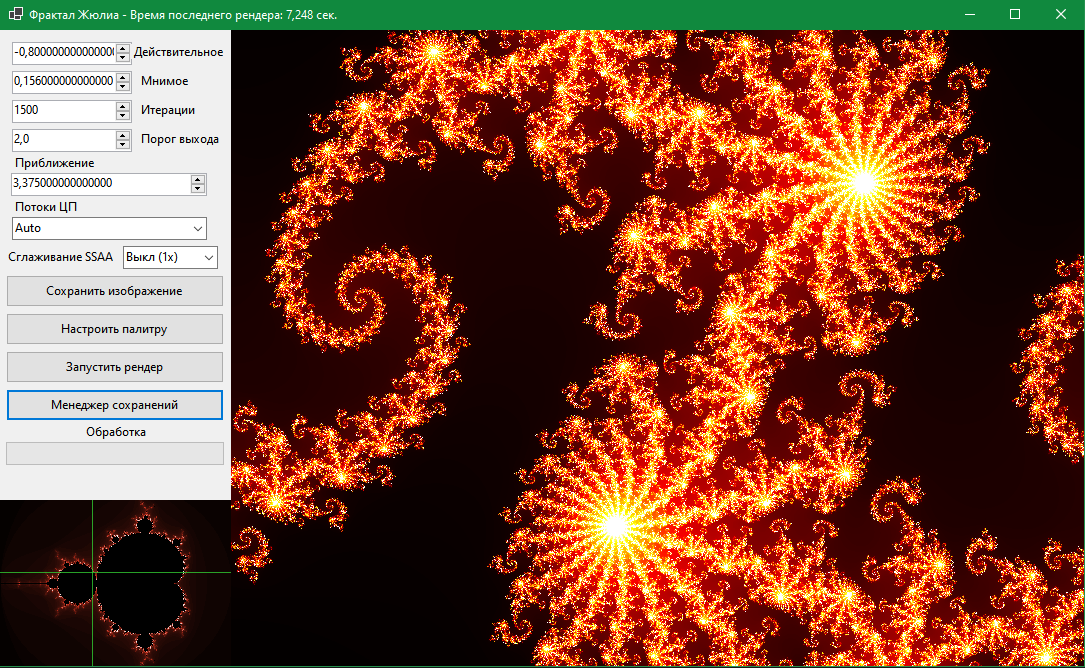 Фрактал Жюлиа - Время последнего рендера: 7,248 сек.
-0,80000000000000 Действительное
0,156000000000000 Мнимое
1500 Итерации
2,0 Порог выхода
Приближение
3,375000000000000
Потоки ЦП
Auto
Сглаживание SSAA Выкл (1x)
Сохранить изображение
Настроить палитру
Запустить рендер
Менеджер сохранений
Обработка